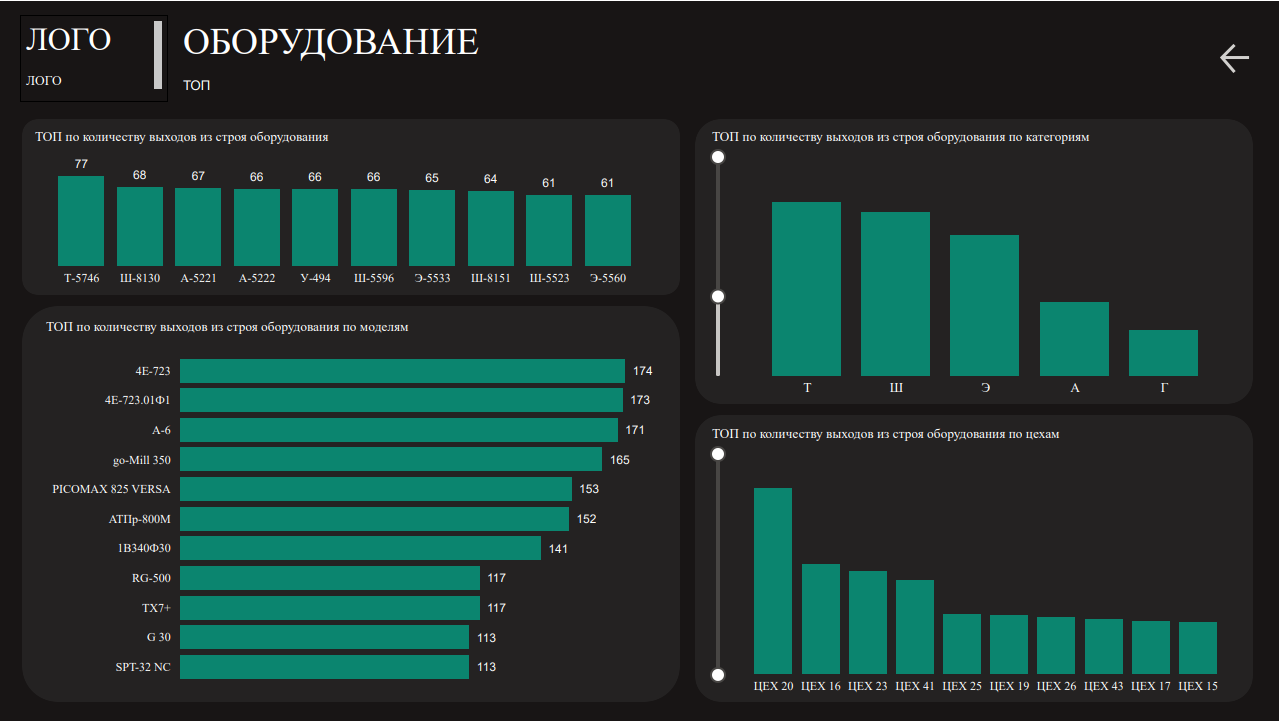 ЛОГО
ЛОГО
ОБОРУДОВАНИЕ
ТОП
ТОП по количеству выходов из строя оборудования
77 68 67 66 66 66 65 64 61 61
Т-5746 Ш-8130 А-5221 А-5222 У-494 Ш-5596 Э-5533 Ш-8151 Ш-5523 Э-5560
ТОП по количеству выходов из строя оборудования по моделям
4Е-723 174
4Е-723.01Ф1 173
А-6 171
go-Mill 350 165
PICOMAX 825 VERSA 153
АТПр-800М 152
1В340Ф30 141
RG-500 117
TX7+ 117
G 30 113
SPT-32 NC 113
ТОП по количеству выходов из строя оборудования по категориям
Т Ш Э А Г
ТОП по количеству выходов из строя оборудования по цехам
ЦЕХ 20 ЦЕХ 16 ЦЕХ 23 ЦЕХ 41 ЦЕХ 25 ЦЕХ 19 ЦЕХ 26 ЦЕХ 43 ЦЕХ 17 ЦЕХ 15